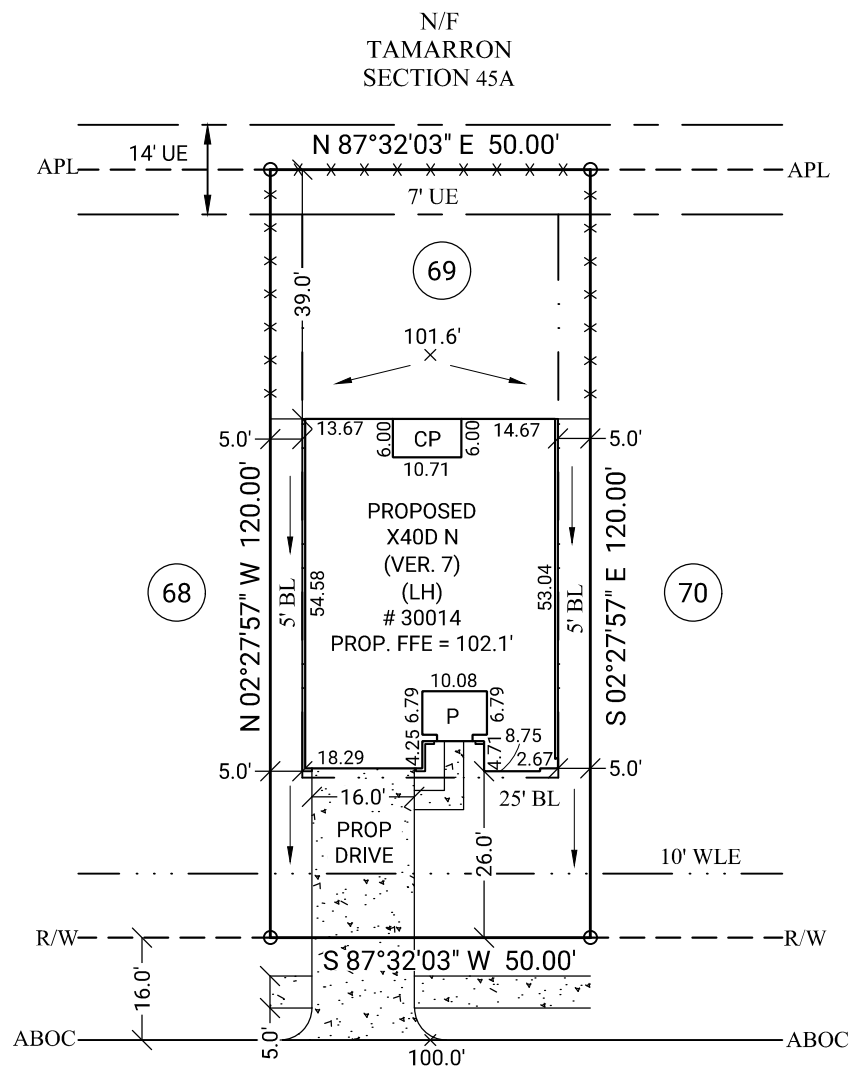 N/F
TAMARRON
SECTION 45A
N 87°32'03" E 50.00'
14' UE
APL
APL
7' UE
69
39.0'
101.6'
13.67
6.00
CP
6.00
14.67
5.0'
5.0'
10.71
N 02°27'57" W 120.00'
S 02°27'57" E 120.00'
PROPOSED
X40D N
(VER. 7)
(LH)
# 30014
PROP. FFE = 102.1'
68
70
5' BL
54.58
53.04
5' BL
10.08
6.79
P
6.79
18.29
4.25
4.71
8.75
2.67
5.0'
5.0'
16.0'
25' BL
PROP
DRIVE
26.0'
10' WLE
R/W
R/W
S 87°32'03" W 50.00'
16.0'
5.0'
ABOC
ABOC
100.0'